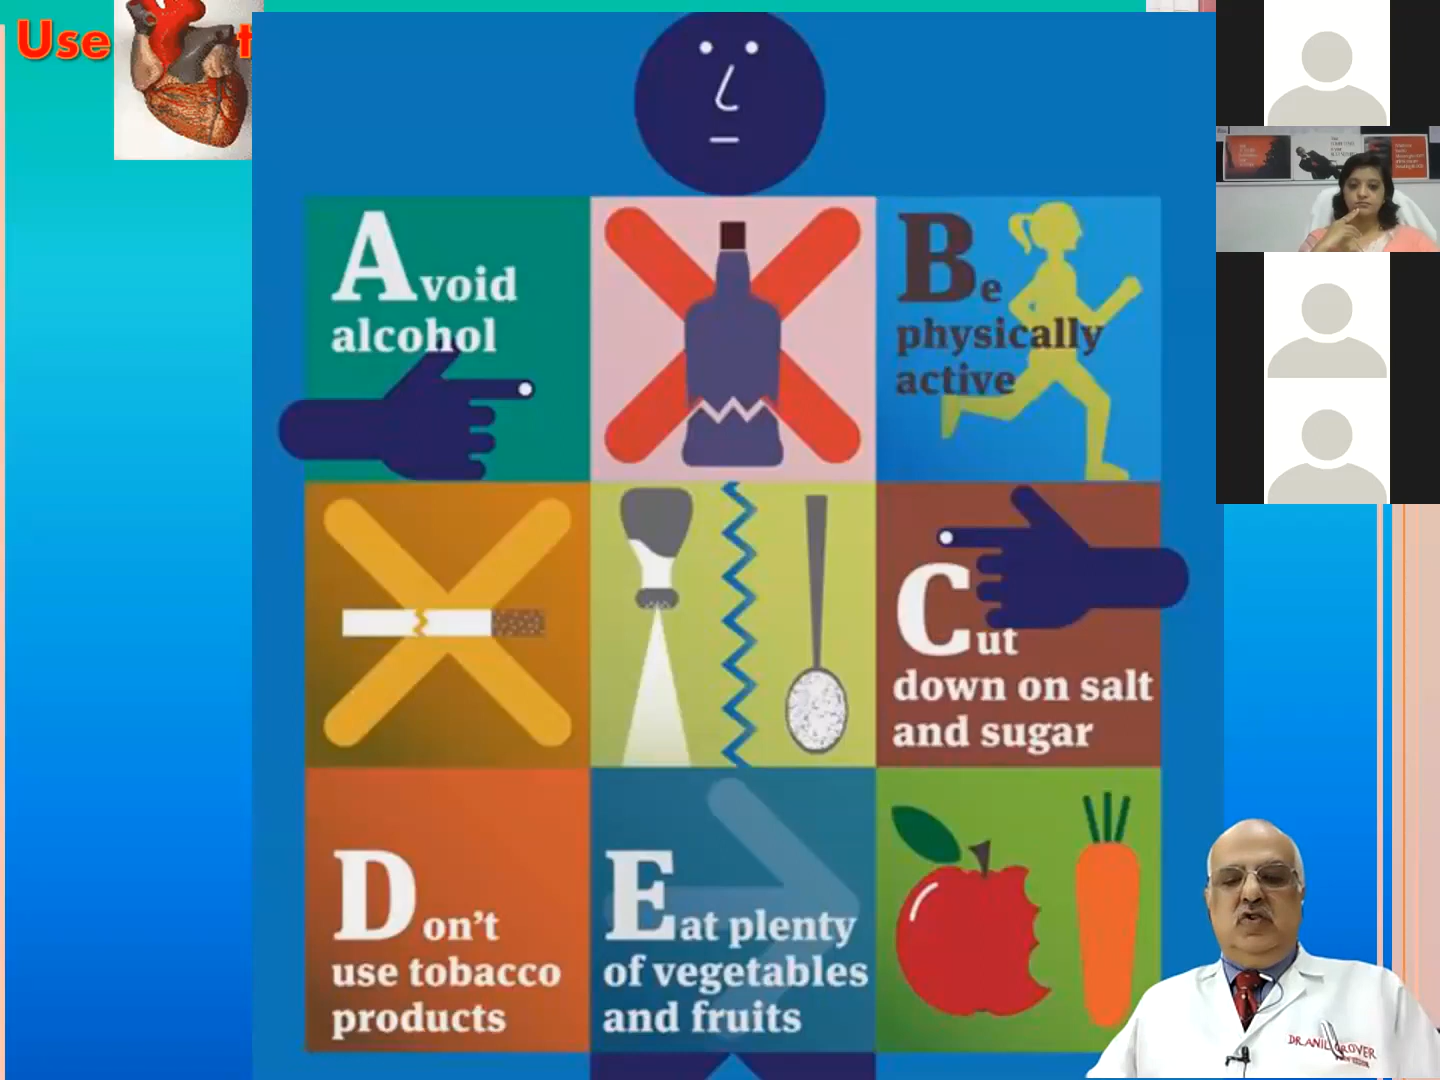 Use
Avoid
alcohol
Be
physically
active
Cut
down on salt
and sugar
Don't
use tobacco
products
Eat plenty
of vegetables
and fruits
DR ANIL GROVER